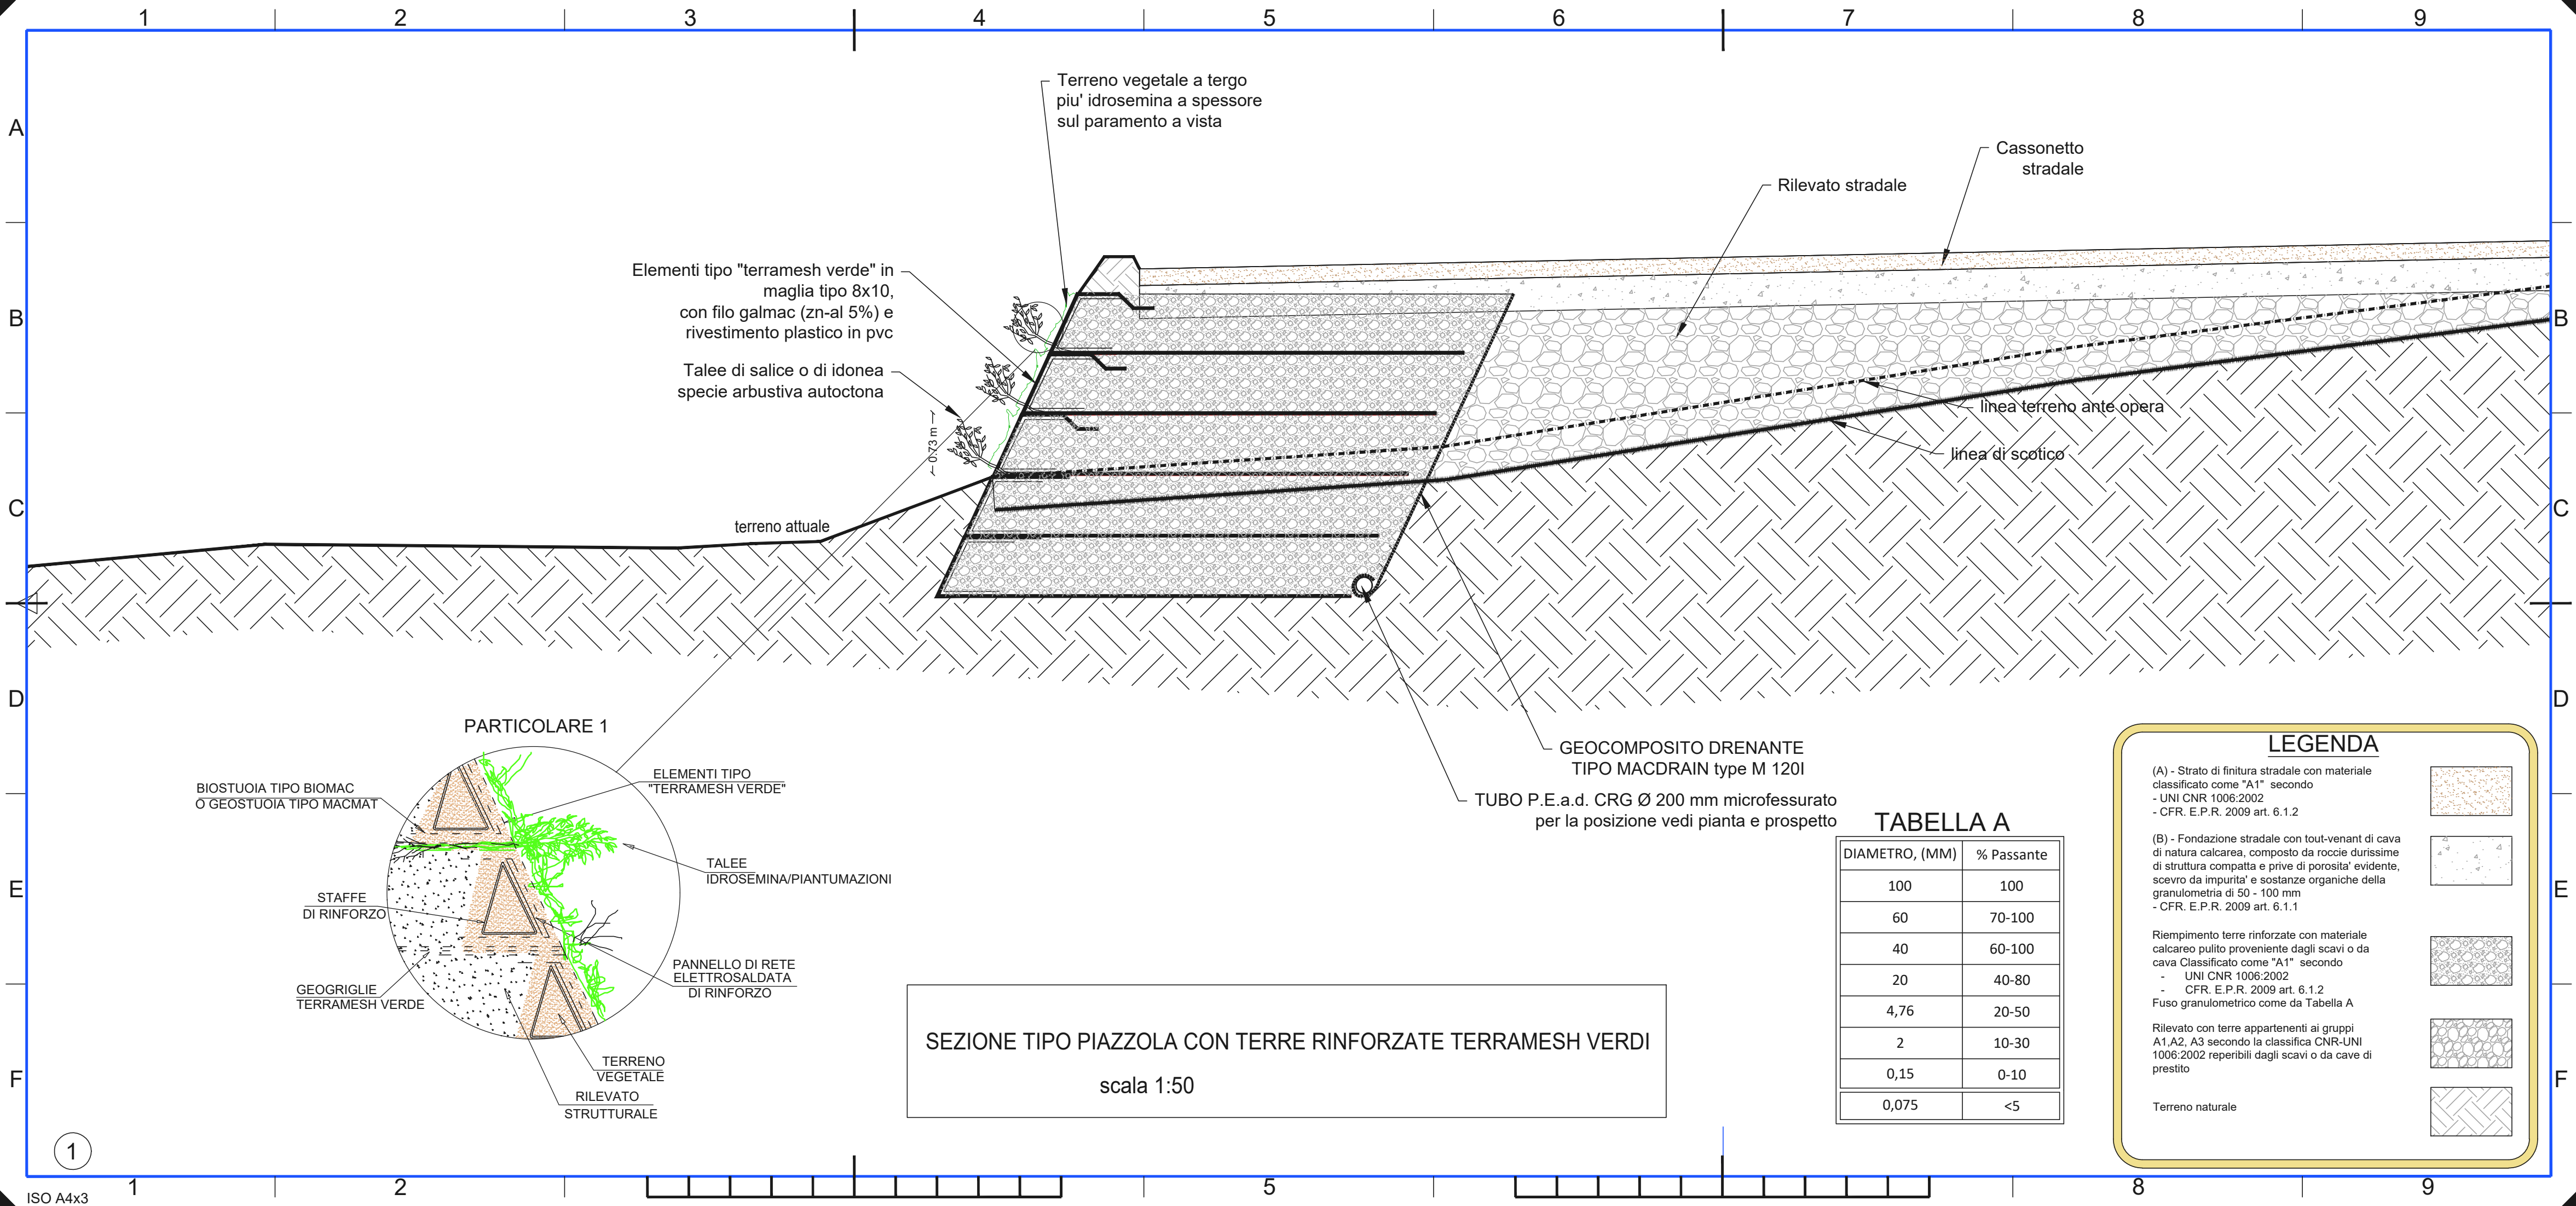 1 2 3 4 5 6 7 8 9
A
B
C
D
E
F
Terreno vegetale a tergo
piu' idrosemina a spessore
sul paramento a vista
Cassonetto
stradale
Rilevato stradale
Elementi tipo "terramesh verde" in
maglia tipo 8x10,
con filo galmac (zn-al 5%) e
rivestimento plastico in pvc
Talee di salice o di idonea
specie arbustiva autoctona
0.73 m
linea terreno ante opera
linea di scotico
terreno attuale
A
B
C
D
E
F
GEOCOMPOSITO DRENANTE
TIPO MACDRAIN type M 120I
TUBO P.E.a.d. CRG Ø 200 mm microfessurato
per la posizione vedi pianta e prospetto
PARTICOLARE 1
BIOSTUOIA TIPO BIOMAC
O GEOSTUOIA TIPO MACMAT
ELEMENTI TIPO
"TERRAMESH VERDE"
TALEE
IDROSEMINA/PIANTUMAZIONI
STAFFE
DI RINFORZO
PANNELLO DI RETE
ELETTROSALDATA
DI RINFORZO
GEOGRIGLIE
TERRAMESH VERDE
TERRENO
VEGETALE
RILEVATO
STRUTTURALE
SEZIONE TIPO PIAZZOLA CON TERRE RINFORZATE TERRAMESH VERDI
scala 1:50
TABELLA A
DIAMETRO, (MM) % Passante
100 100
60 70-100
40 60-100
20 40-80
4,76 20-50
2 10-30
0,15 0-10
0,075 <5
LEGENDA
(A) - Strato di finitura stradale con materiale
classificato come "A1" secondo
- UNI CNR 1006:2002
- CFR. E.P.R. 2009 art. 6.1.2
(B) - Fondazione stradale con tout-venant di cava
di natura calcarea, composto da roccie durissime
di struttura compatta e prive di porosita' evidente,
scevro da impurita' e sostanze organiche della
granulometria di 50 - 100 mm
- CFR. E.P.R. 2009 art. 6.1.1
Riempimento terre rinforzate con materiale
calcareo pulito proveniente dagli scavi o da
cava Classificato come "A1" secondo
- UNI CNR 1006:2002
- CFR. E.P.R. 2009 art. 6.1.2
Fuso granulometrico come da Tabella A
Rilevato con terre appartenenti ai gruppi
A1,A2, A3 secondo la classifica CNR-UNI
1006:2002 reperibili dagli scavi o da cave di
prestito
Terreno naturale
1
ISO A4x3
1 2 5 8 9